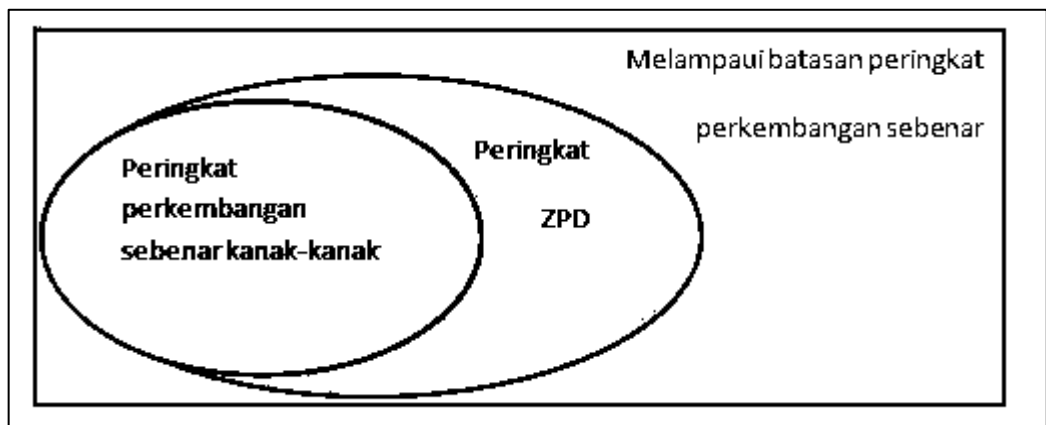 Melampaui batasan peringkat
perkembangan sebenar
Peringkat
perkembangan
sebenar kanak-kanak
Peringkat
ZPD